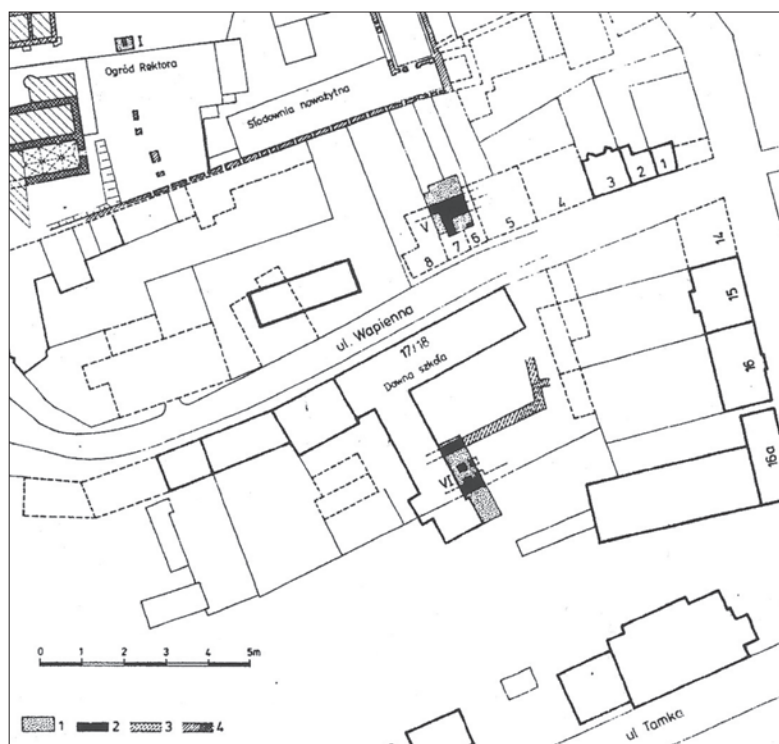 I
Ogród Rektora
Słodownia nowożytna
V
8
7
6
5
4
3
2
1
14
15
16
16a
ul. Wapienna
17/18
Dawna szkoła
VI
0 1 2 3 4 5m
1 2 3 4
ul Tamka